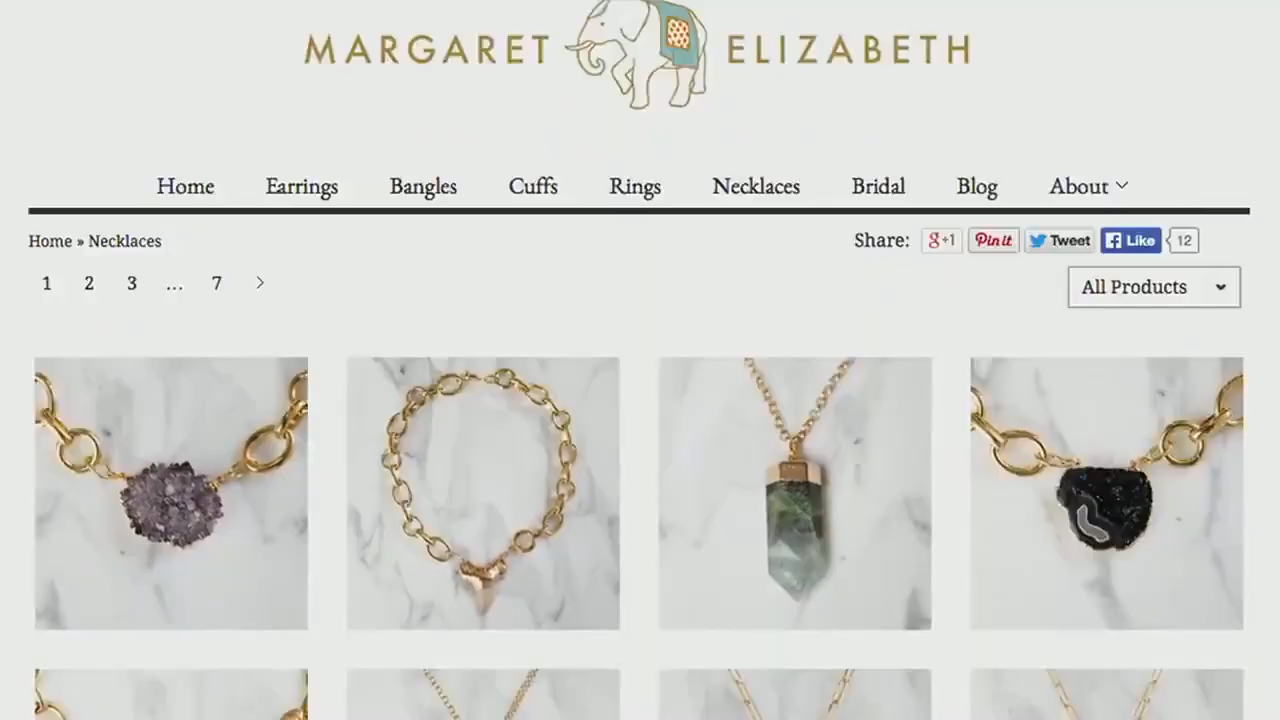 MARGARET ELIZABETH
Home Earrings Bangles Cuffs Rings Necklaces Bridal Blog About
Home » Necklaces
Share: g+1 Pin it Tweet Like 12
1 2 3 ... 7
All Products